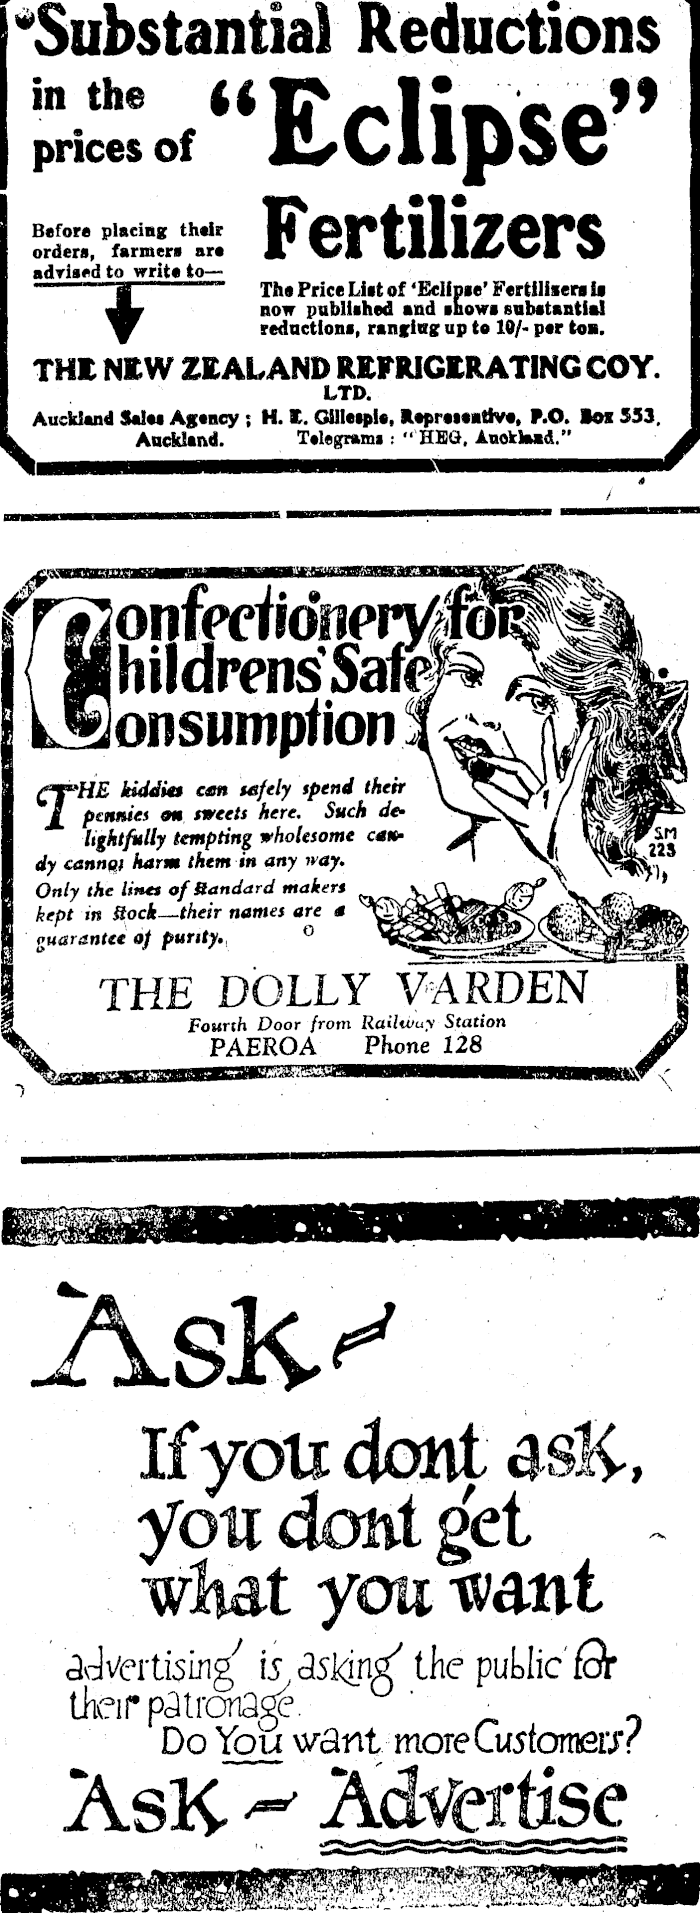 Substantial Reductions
in the
prices of
“Eclipse”
Fertilizers
Before placing their
orders, farmers are
advised to write to—
The Price List of ‘Eclipse’ Fertilizers is
now published and shows substantial
reductions, ranging up to 10/- per ton.
THE NEW ZEALAND REFRIGERATING COY.
LTD.
Auckland Sales Agency; H. E. Gillespie, Representive, P.O. Box 553,
Auckland. Telegrams: “HEG, Auckland.”
Confectionery for
Childrens' Safe
Consumption
THE kiddies can safely spend their
pennies on sweets here. Such de-
lightfully tempting wholesome can-
dy cannot harm them in any way.
Only the lines of standard makers
kept in stock—their names are a
guarantee of purity.
S.M
223
THE DOLLY VARDEN
Fourth Door from Railway Station
PAEROA Phone 128
Ask-
If you dont ask,
you dont get
what you want
advertising is asking the public for
their patronage.
Do You want more Customers?
Ask - Advertise